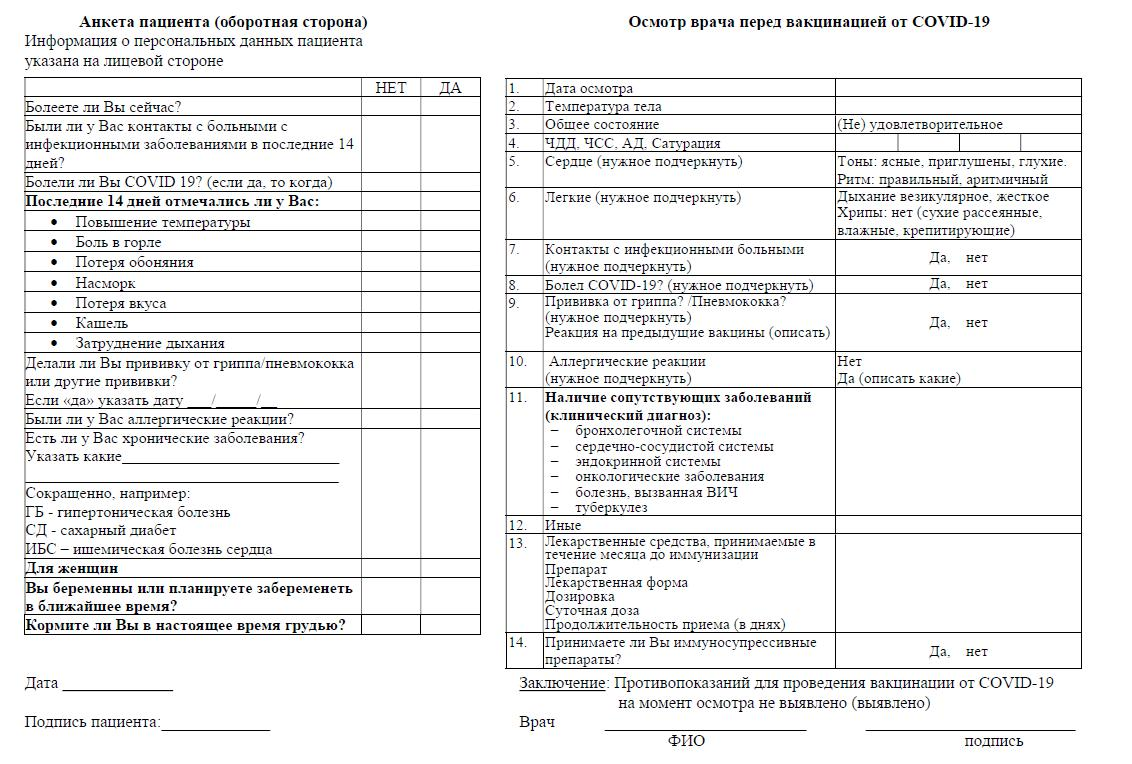 Анкета пациента (оборотная сторона)
Информация о персональных данных пациента
указана на лицевой стороне
НЕТ ДА
Болеете ли Вы сейчас?
Были ли у Вас контакты с больными с
инфекционными заболеваниями в последние 14
дней?
Болели ли Вы COVID 19? (если да, то когда)
Последние 14 дней отмечались ли у Вас:
• Повышение температуры
• Боль в горле
• Потеря обоняния
• Насморк
• Потеря вкуса
• Кашель
• Затруднение дыхания
Делали ли Вы прививку от гриппа/пневмококка
или другие прививки?
Если «да» указать дату ___/_____/__
Были ли у Вас аллергические реакции?
Есть ли у Вас хронические заболевания?
Указать какие____________________________
________________________________________
Сокращенно, например:
ГБ - гипертоническая болезнь
СД - сахарный диабет
ИБС – ишемическая болезнь сердца
Для женщин
Вы беременны или планируете забеременеть
в ближайшее время?
Кормите ли Вы в настоящее время грудью?
Дата ______________
Подпись пациента:______________
Осмотр врача перед вакцинацией от COVID-19
1. Дата осмотра
2. Температура тела
3. Общее состояние (Не) удовлетворительное
4. ЧДД, ЧСС, АД, Сатурация
5. Сердце (нужное подчеркнуть) Тоны: ясные, приглушены, глухие.
Ритм: правильный, аритмичный
6. Легкие (нужное подчеркнуть) Дыхание везикулярное, жесткое
Хрипы: нет (сухие рассеянные,
влажные, крепитирующие)
7. Контакты с инфекционными больными
(нужное подчеркнуть) Да, нет
8. Болел COVID-19? (нужное подчеркнуть) Да, нет
9. Прививка от гриппа? /Пневмококка?
(нужное подчеркнуть) Да, нет
Реакция на предыдущие вакцины (описать)
10. Аллергические реакции Нет
(нужное подчеркнуть) Да (описать какие)
11. Наличие сопутствующих заболеваний
(клинический диагноз):
– бронхолегочной системы
– сердечно-сосудистой системы
– эндокринной системы
– онкологические заболевания
– болезнь, вызванная ВИЧ
– туберкулез
12. Иные
13. Лекарственные средства, принимаемые в
течение месяца до иммунизации
Препарат
Лекарственная форма
Дозировка
Суточная доза
Продолжительность приема (в днях)
14. Принимаете ли Вы иммуносупрессивные
препараты? Да, нет
Заключение: Противопоказаний для проведения вакцинации от COVID-19
на момент осмотра не выявлено (выявлено)
Врач _________________________ __________________________
ФИО подпись